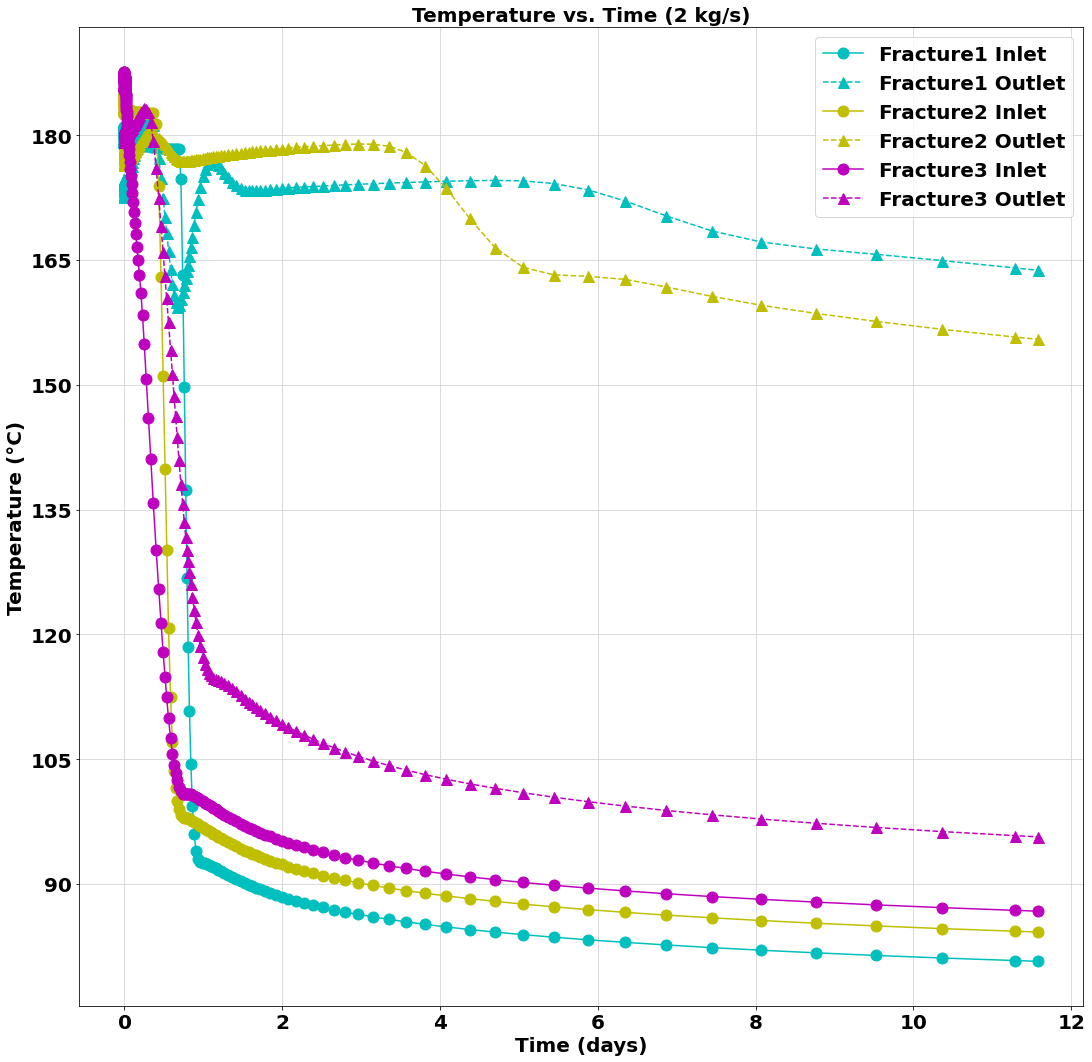 Temperature vs. Time (2 kg/s)
Fracture1 Inlet
Fracture1 Outlet
Fracture2 Inlet
Fracture2 Outlet
Fracture3 Inlet
Fracture3 Outlet
Temperature (°C)
180
165
150
135
120
105
90
0 2 4 6 8 10 12
Time (days)